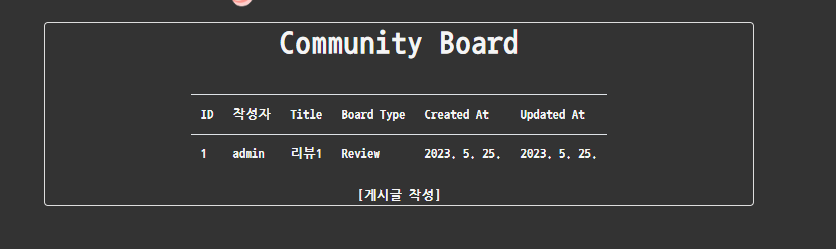 Community Board
ID 작성자 Title Board Type Created At Updated At
1 admin 리뷰1 Review 2023. 5. 25. 2023. 5. 25.
[게시글 작성]